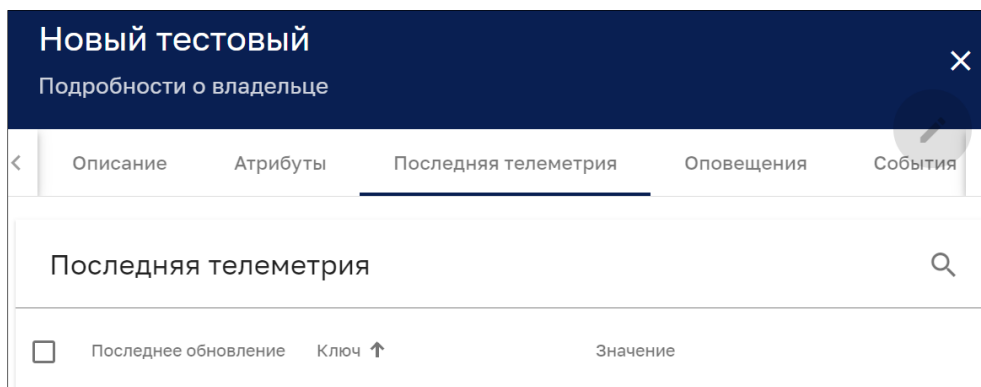 Новый тестовый
Подробности о владельце
Описание Атрибуты Последняя телеметрия Оповещения События
Последняя телеметрия
Последнее обновление Ключ Значение